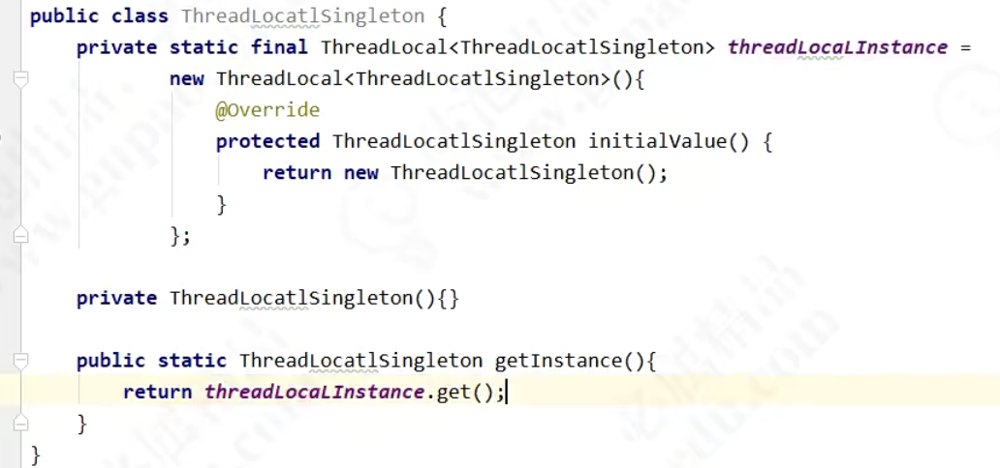 public class ThreadLocatlSingleton {
    private static final ThreadLocal<ThreadLocatlSingleton> threadLocaLInstance =
            new ThreadLocal<ThreadLocatlSingleton>(){
                @Override
                protected ThreadLocatlSingleton initialValue() {
                    return new ThreadLocatlSingleton();
                }
            };
    private ThreadLocatlSingleton(){}
    public static ThreadLocatlSingleton getInstance(){
        return threadLocaLInstance.get();
    }
}